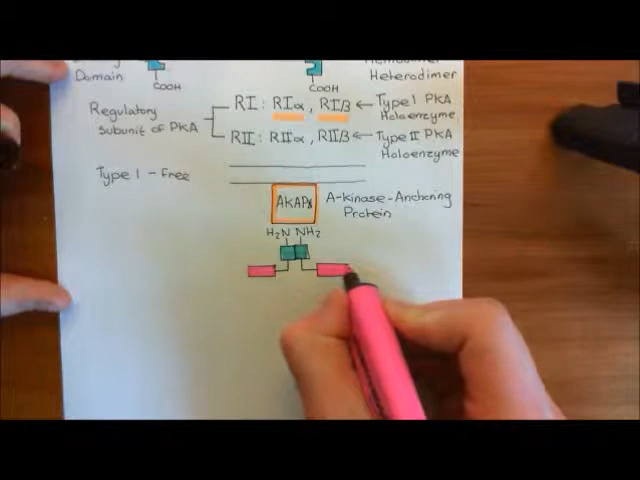 Domain
COOH
COOH
Heterodimer
Regulatory
subunit of PKA
RI : RIα , RIβ ← Type I PKA
Holoenzyme
RII : RIIα , RIIβ ← Type II PKA
Holoenzyme
Type I - Free
AKAPs
A-kinase-Anchoring
Protein
H₂N NH₂